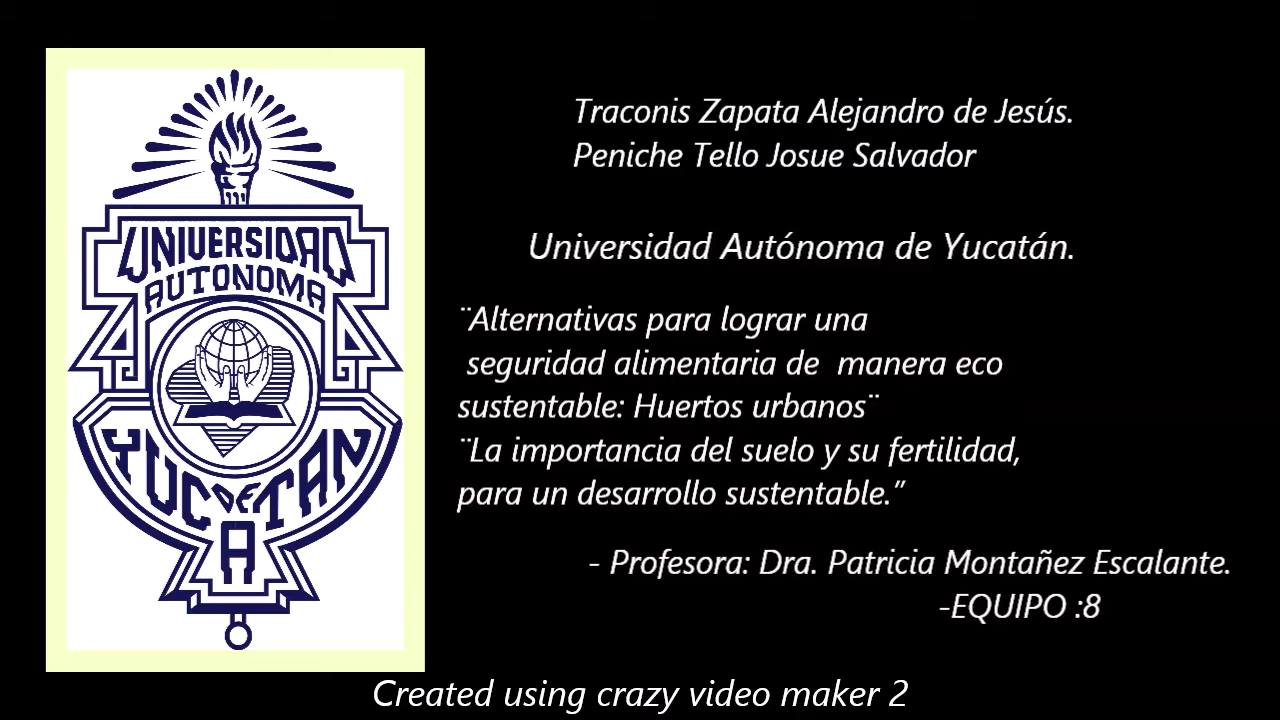 UNIVERSIDAD
AUTONOMA
DE
YUCATAN
Traconis Zapata Alejandro de Jesús.
Peniche Tello Josue Salvador
Universidad Autónoma de Yucatán.
¨Alternativas para lograr una
seguridad alimentaria de  manera eco
sustentable: Huertos urbanos¨
¨La importancia del suelo y su fertilidad,
para un desarrollo sustentable.”
- Profesora: Dra. Patricia Montañez Escalante.
-EQUIPO :8
Created using crazy video maker 2